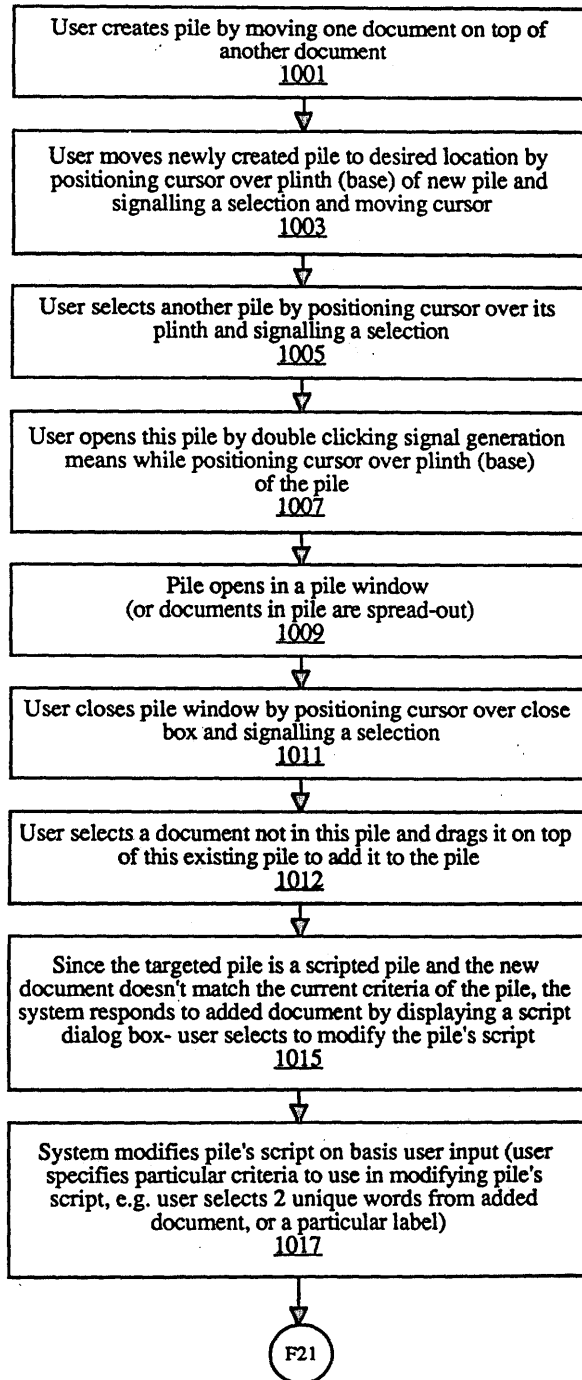 User creates pile by moving one document on top of
another document
1001
User moves newly created pile to desired location by
positioning cursor over plinth (base) of new pile and
signalling a selection and moving cursor
1003
User selects another pile by positioning cursor over its
plinth and signalling a selection
1005
User opens this pile by double clicking signal generation
means while positioning cursor over plinth (base)
of the pile
1007
Pile opens in a pile window
(or documents in pile are spread-out)
1009
User closes pile window by positioning cursor over close
box and signalling a selection
1011
User selects a document not in this pile and drags it on top
of this existing pile to add it to the pile
1012
Since the targeted pile is a scripted pile and the new
document doesn't match the current criteria of the pile, the
system responds to added document by displaying a script
dialog box- user selects to modify the pile's script
1015
System modifies pile's script on basis user input (user
specifies particular criteria to use in modifying pile's
script, e.g. user selects 2 unique words from added
document, or a particular label)
1017
F21